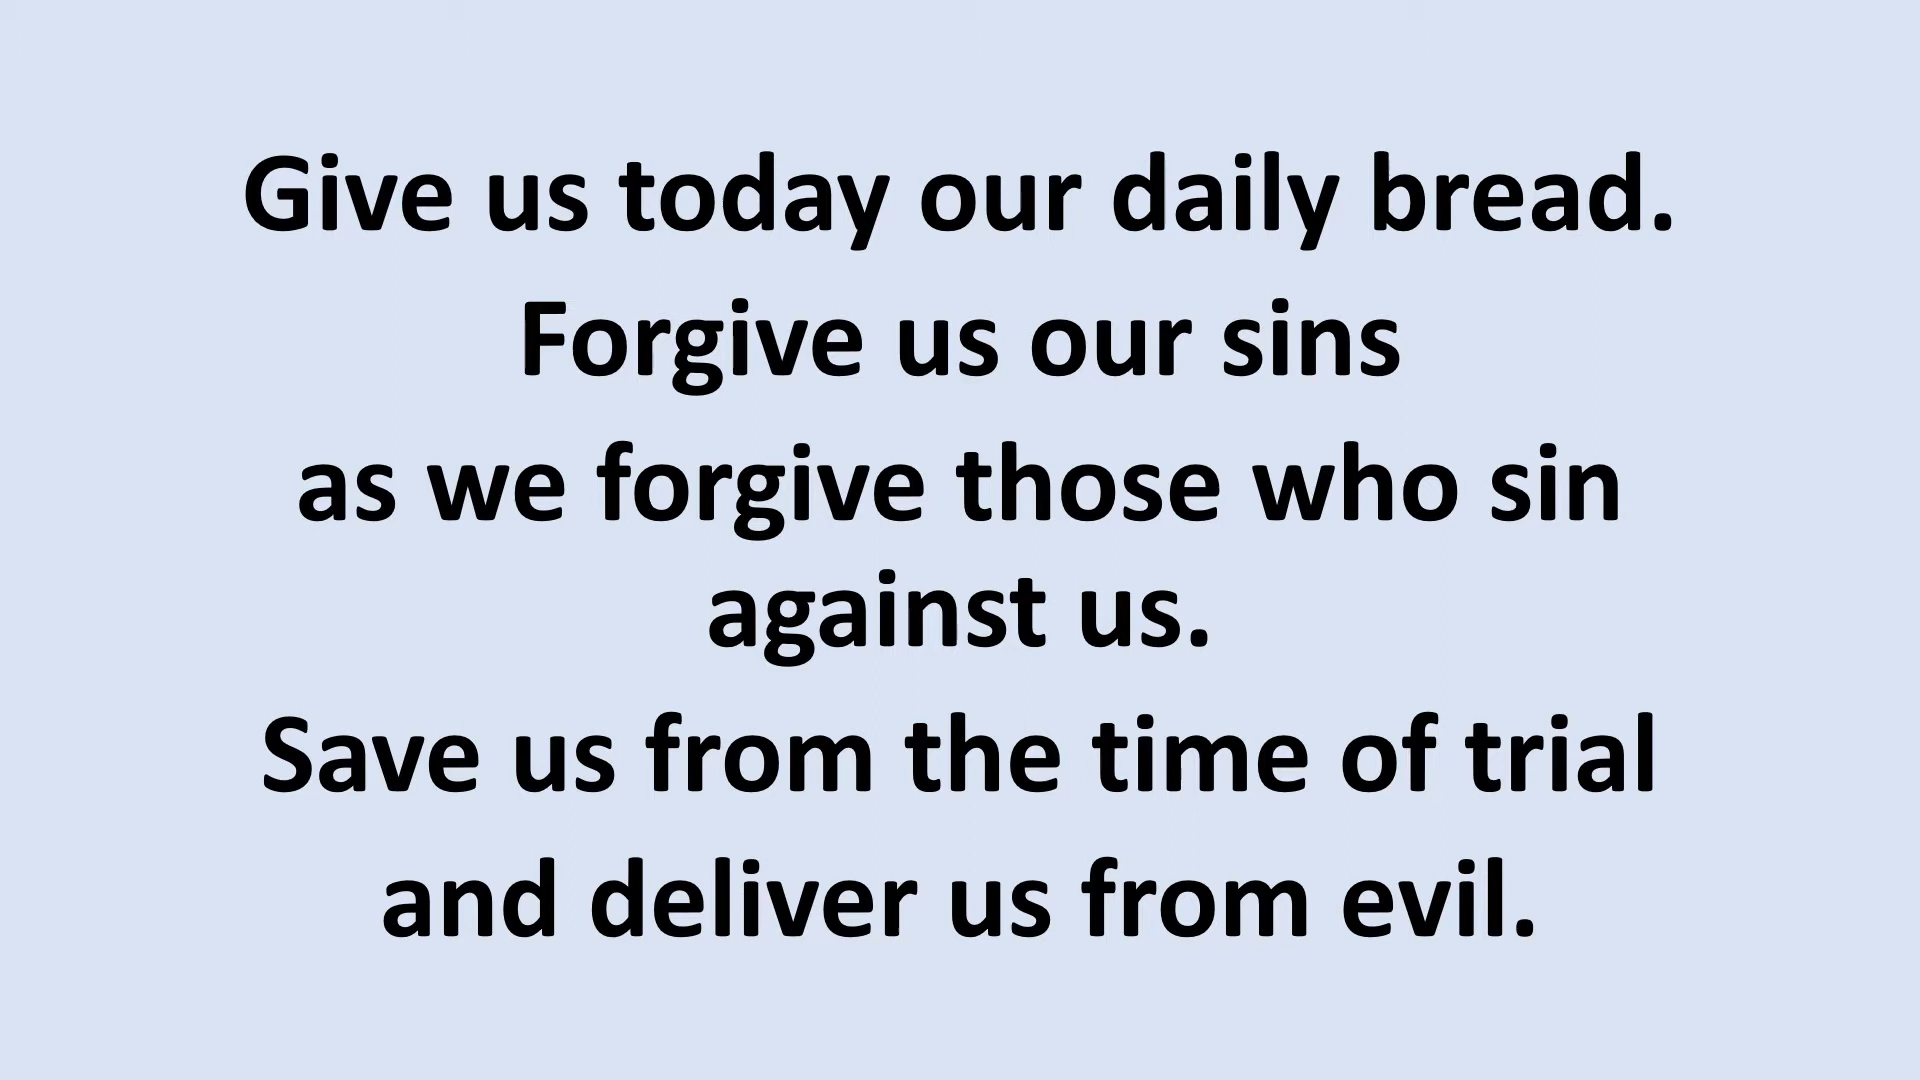 Give us today our daily bread.
Forgive us our sins
as we forgive those who sin
against us.
Save us from the time of trial
and deliver us from evil.